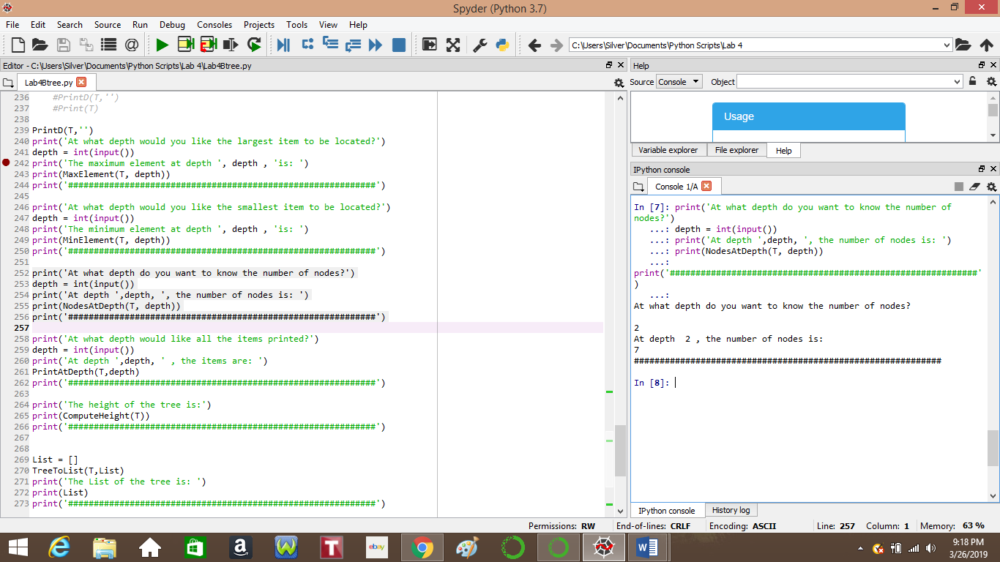 Spyder (Python 3.7)
File Edit Search Source Run Debug Consoles Projects Tools View Help
C:\Users\Silver\Documents\Python Scripts\Lab 4
Editor - C:\Users\Silver\Documents\Python Scripts\Lab 4\Lab4Btree.py
Lab4Btree.py
236 #PrintD(T,'')
237 #Print(T)
238
239 PrintD(T,'')
240 print('At what depth would you like the largest item to be located?')
241 depth = int(input())
242 print('The maximum element at depth ', depth , 'is: ')
243 print(MaxElement(T, depth))
244 print('############################################################')
245
246 print('At what depth would you like the smallest item to be located?')
247 depth = int(input())
248 print('The minimum element at depth ', depth , 'is: ')
249 print(MinElement(T, depth))
250 print('############################################################')
251
252 print('At what depth do you want to know the number of nodes?')
253 depth = int(input())
254 print('At depth ',depth, ', the number of nodes is: ')
255 print(NodesAtDepth(T, depth))
256 print('############################################################')
257
258 print('At what depth would like all the items printed?')
259 depth = int(input())
260 print('At depth ',depth, ' , the items are: ')
261 PrintAtDepth(T,depth)
262 print('############################################################')
263
264 print('The height of the tree is:')
265 print(ComputeHeight(T))
266 print('############################################################')
267
268
269 List = []
270 TreeToList(T,List)
271 print('The List of the tree is: ')
272 print(List)
273 print('############################################################')
Help
Source Console Object
Usage
Variable explorer File explorer Help
IPython console
Console 1/A
In [7]: print('At what depth do you want to know the number of
nodes?')
...: depth = int(input())
...: print('At depth ',depth, ', the number of nodes is: ')
...: print(NodesAtDepth(T, depth))
...:
print('############################################################'
)
...:
At what depth do you want to know the number of nodes?
2
At depth  2 , the number of nodes is:
7
############################################################
In [8]:
IPython console History log
Permissions: RW End-of-lines: CRLF Encoding: ASCII Line: 257 Column: 1 Memory: 63 %
a W T ebay W
9:18 PM
3/26/2019